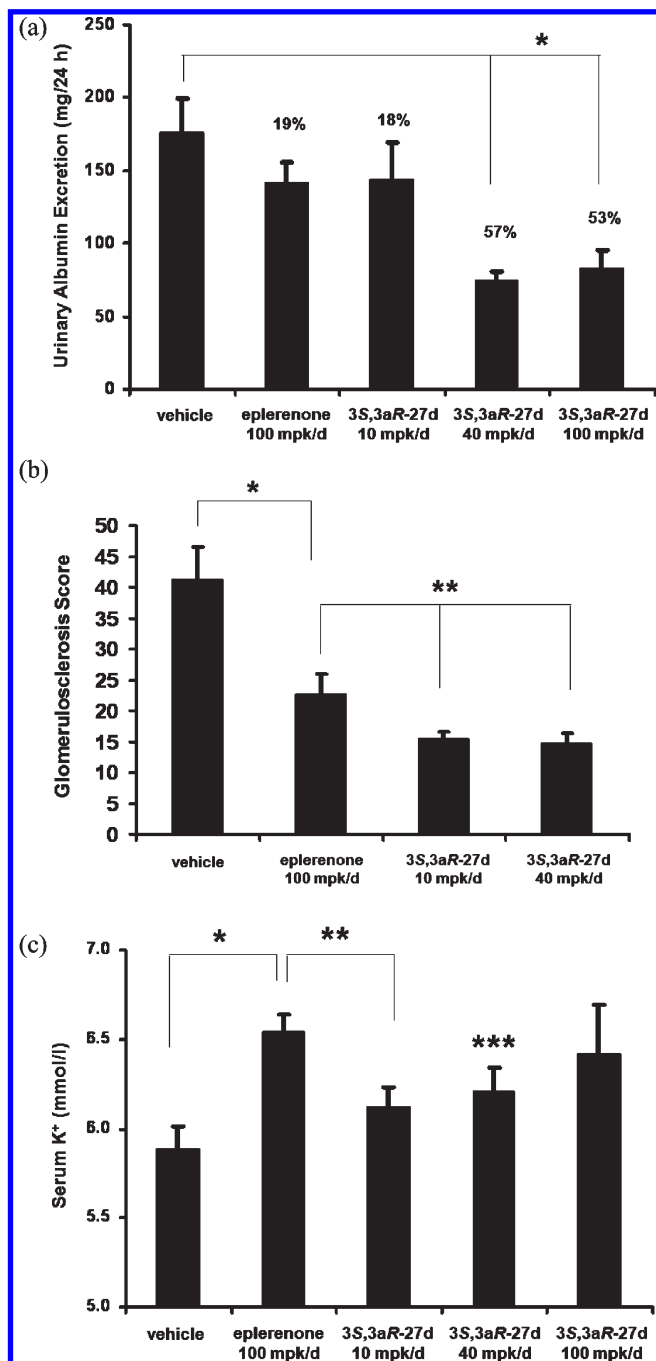 (a)
Urinary Albumin Excretion (mg/24 h)
250
200
150
100
50
0
*
19%
18%
57%
53%
vehicle
eplerenone
100 mpk/d
3S,3aR-27d
10 mpk/d
3S,3aR-27d
40 mpk/d
3S,3aR-27d
100 mpk/d
(b)
Glomerulosclerosis Score
50
45
40
35
30
25
20
15
10
5
0
*
**
vehicle
eplerenone
100 mpk/d
3S,3aR-27d
10 mpk/d
3S,3aR-27d
40 mpk/d
(c)
Serum K⁺ (mmol/l)
7.0
6.5
6.0
5.5
5.0
*
**
***
vehicle
eplerenone
100 mpk/d
3S,3aR-27d
10 mpk/d
3S,3aR-27d
40 mpk/d
3S,3aR-27d
100 mpk/d